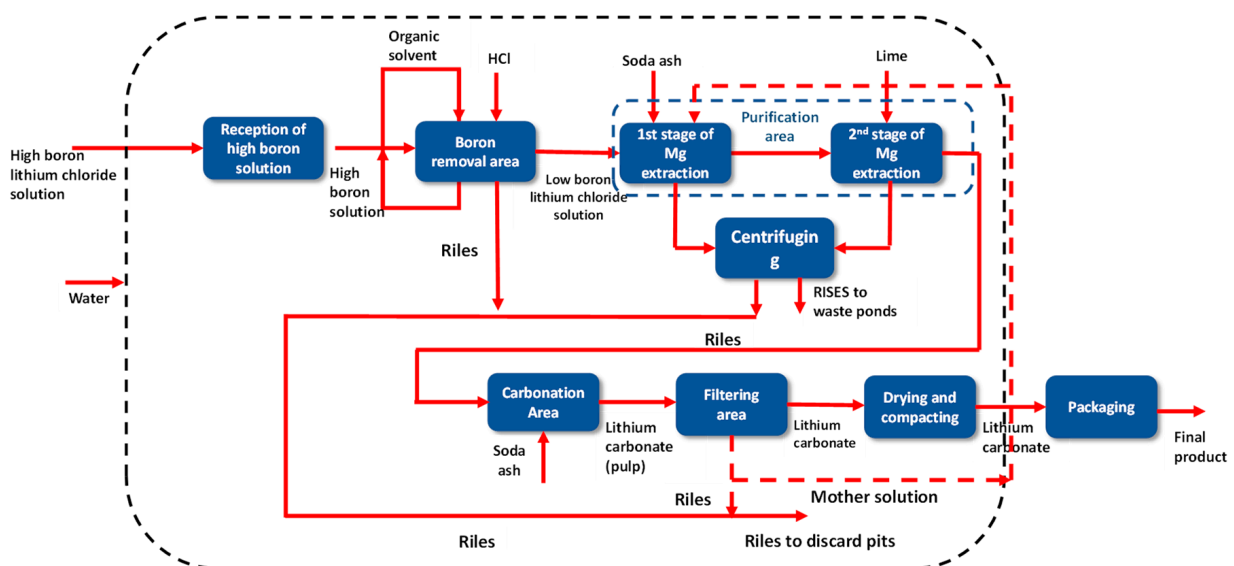 Organic
solvent
HCl
Soda ash
Lime
High boron
lithium chloride
solution
Reception of
high boron
solution
High
boron
solution
Boron
removal area
Low boron
lithium chloride
solution
1st stage of
Mg
extraction
Purification
area
2nd stage of
Mg
extraction
Riles
Centrifugin
g
Water
RISES to
waste ponds
Riles
Carbonation
Area
Soda
ash
Lithium
carbonate
(pulp)
Filtering
area
Lithium
carbonate
Drying and
compacting
Lithium
carbonate
Packaging
Final
product
Riles
Mother solution
Riles
Riles to discard pits